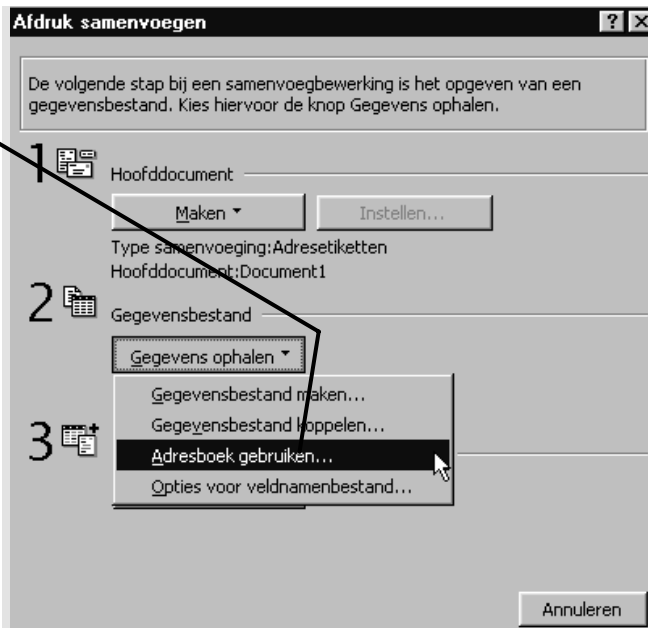 Afdruk samenvoegen
De volgende stap bij een samenvoegbewerking is het opgeven van een
gegevensbestand. Kies hiervoor de knop Gegevens ophalen.
1
Hoofddocument
Maken
Instellen...
Type samenvoeging:Adresetiketten
Hoofddocument:Document1
2
Gegevensbestand
Gegevens ophalen
Gegevensbestand maken...
Gegevensbestand koppelen...
3
Adresboek gebruiken...
Opties voor veldnamenbestand...
Annuleren